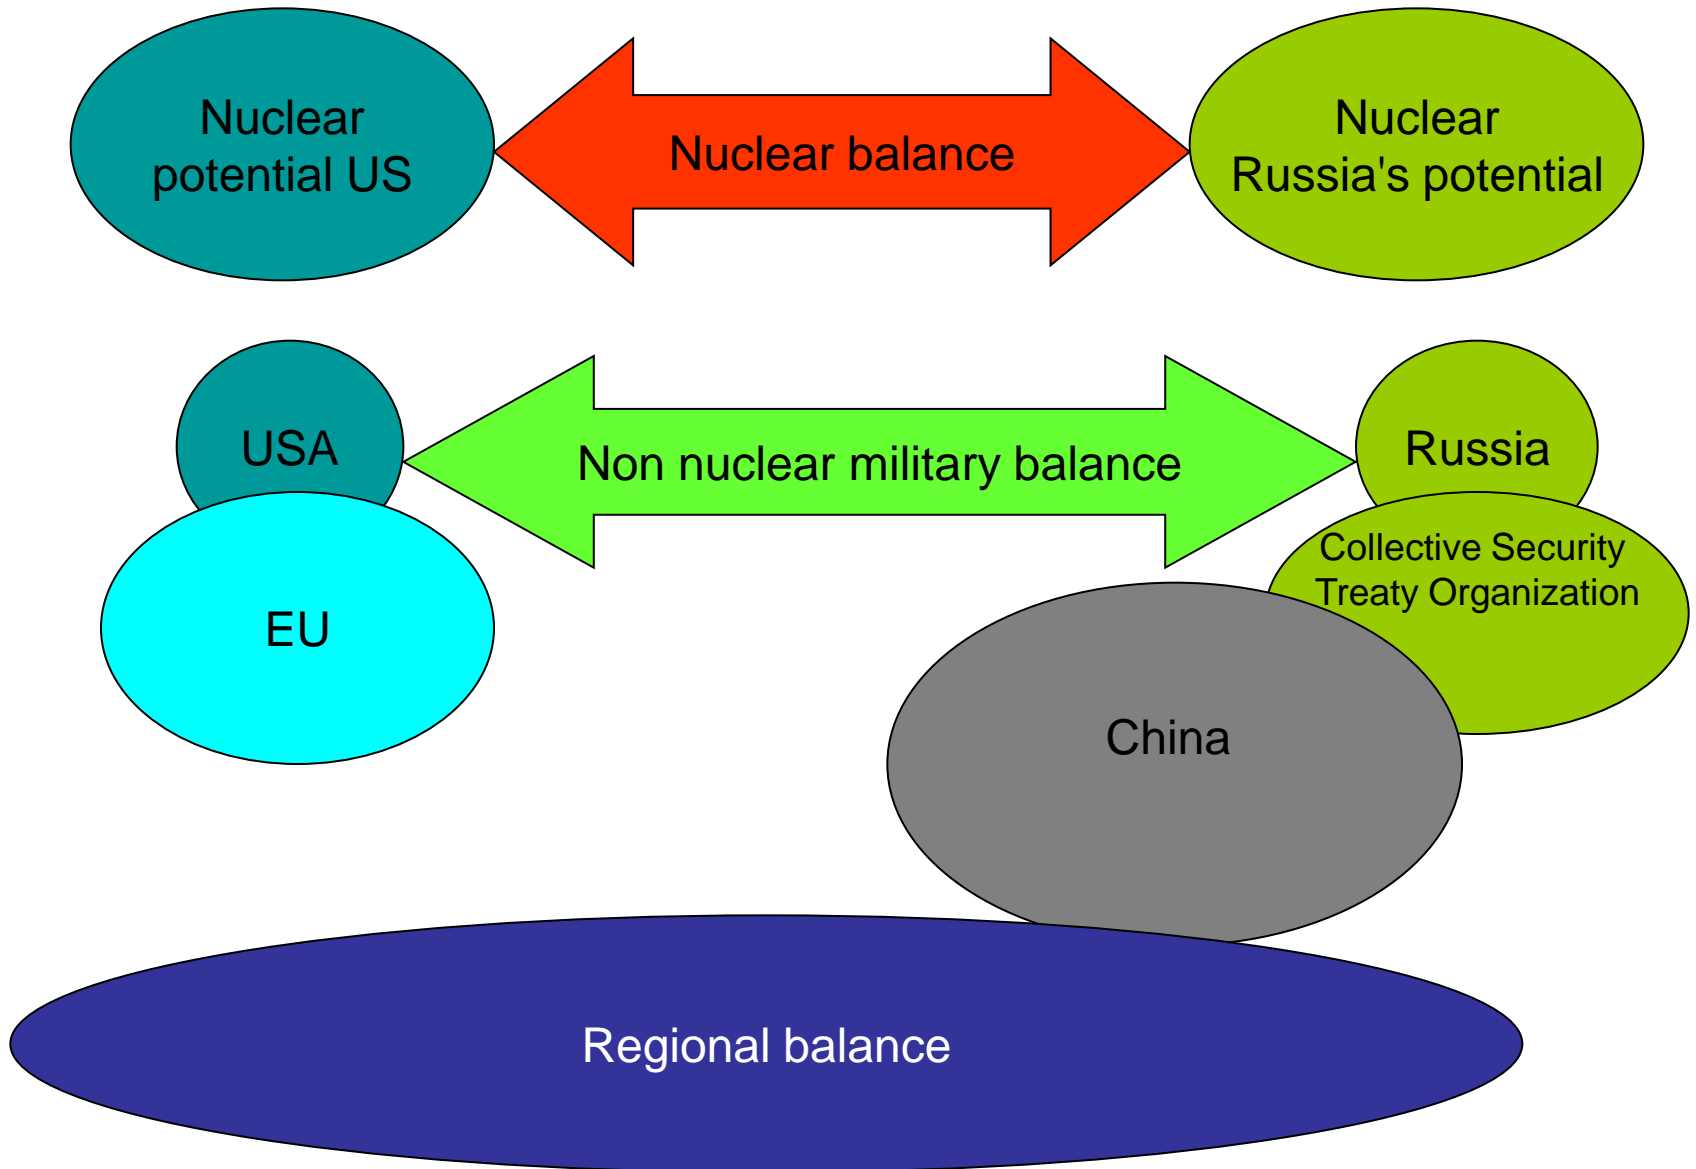 Nuclear
potential US
Nuclear balance
Nuclear
Russia's potential
USA
Non nuclear military balance
Russia
Collective Security
Treaty Organization
EU
China
Regional balance